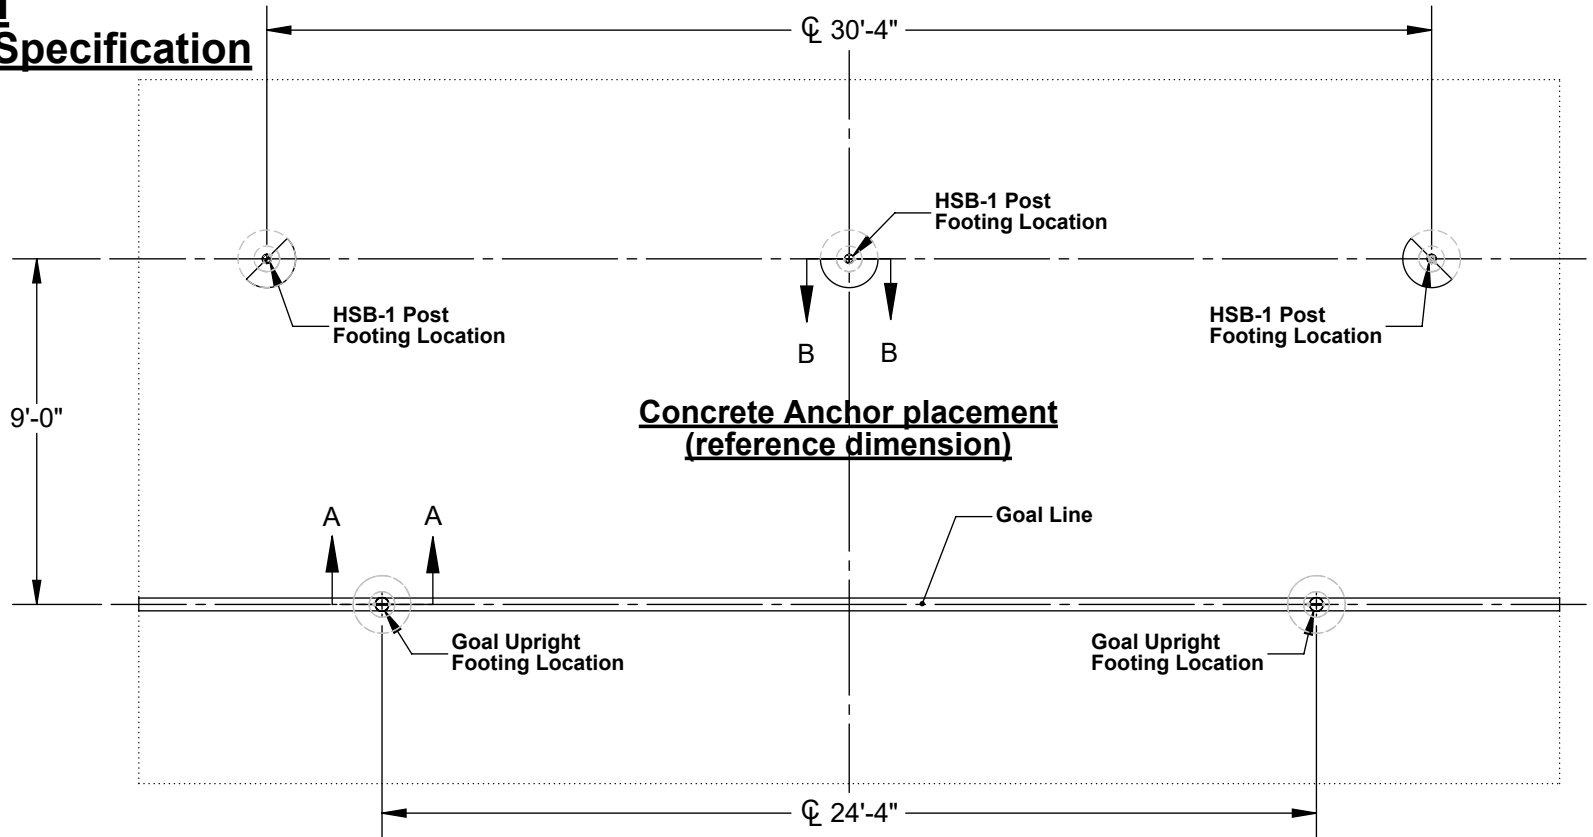 Specification
℄ 30'-4"
HSB-1 Post
Footing Location
HSB-1 Post
Footing Location
HSB-1 Post
Footing Location
B
B
9'-0"
Concrete Anchor placement
(reference dimension)
A
A
Goal Line
Goal Upright
Footing Location
Goal Upright
Footing Location
℄ 24'-4"